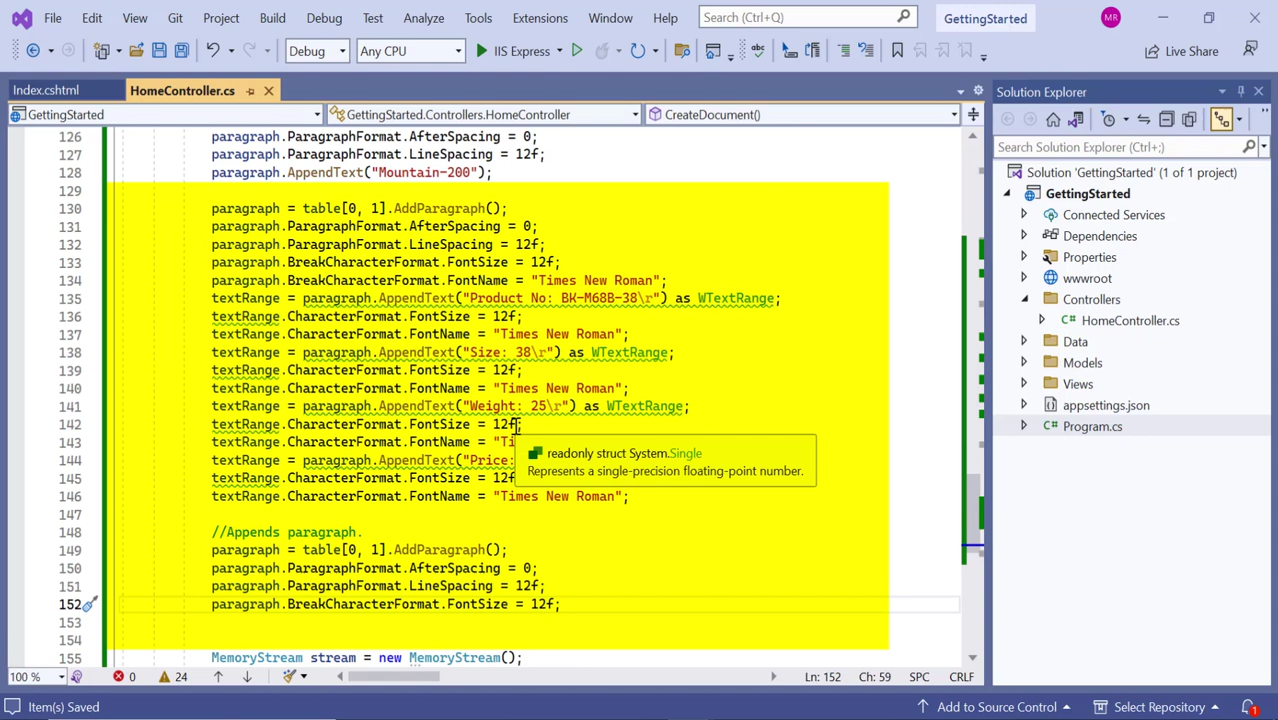 File Edit View Git Project Build Debug Test Analyze Tools Extensions Window Help Search (Ctrl+Q) GettingStarted MR
Debug Any CPU IIS Express Live Share
Index.cshtml HomeController.cs
GettingStarted GettingStarted.Controllers.HomeController CreateDocument()
126 paragraph.ParagraphFormat.AfterSpacing = 0;
127 paragraph.ParagraphFormat.LineSpacing = 12f;
128 paragraph.AppendText("Mountain-200");
129
130 paragraph = table[0, 1].AddParagraph();
131 paragraph.ParagraphFormat.AfterSpacing = 0;
132 paragraph.ParagraphFormat.LineSpacing = 12f;
133 paragraph.BreakCharacterFormat.FontSize = 12f;
134 paragraph.BreakCharacterFormat.FontName = "Times New Roman";
135 textRange = paragraph.AppendText("Product No: BK-M68B-38\r") as WTextRange;
136 textRange.CharacterFormat.FontSize = 12f;
137 textRange.CharacterFormat.FontName = "Times New Roman";
138 textRange = paragraph.AppendText("Size: 38\r") as WTextRange;
139 textRange.CharacterFormat.FontSize = 12f;
140 textRange.CharacterFormat.FontName = "Times New Roman";
141 textRange = paragraph.AppendText("Weight: 25\r") as WTextRange;
142 textRange.CharacterFormat.FontSize = 12f;
143 textRange.CharacterFormat.FontName = "Ti
144 textRange = paragraph.AppendText("Price:
145 textRange.CharacterFormat.FontSize = 12f
146 textRange.CharacterFormat.FontName = "Times New Roman";
readonly struct System.Single
Represents a single-precision floating-point number.
147
148 //Appends paragraph.
149 paragraph = table[0, 1].AddParagraph();
150 paragraph.ParagraphFormat.AfterSpacing = 0;
151 paragraph.ParagraphFormat.LineSpacing = 12f;
152 paragraph.BreakCharacterFormat.FontSize = 12f;
153
154
155 MemoryStream stream = new MemoryStream();
100 % 0 24 Ln: 152 Ch: 59 SPC CRLF
Solution Explorer
Search Solution Explorer (Ctrl+;)
Solution 'GettingStarted' (1 of 1 project)
GettingStarted
Connected Services
Dependencies
Properties
wwwroot
Controllers
C# HomeController.cs
Data
Models
Views
appsettings.json
C# Program.cs
Item(s) Saved Add to Source Control Select Repository 1